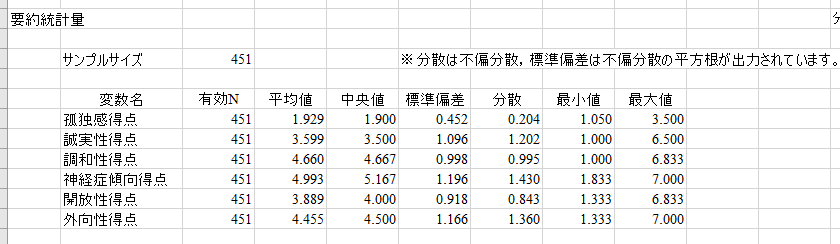 要約統計量
サンプルサイズ 451 ※ 分散は不偏分散，標準偏差は不偏分散の平方根が出力されています。
変数名 有効N 平均値 中央値 標準偏差 分散 最小値 最大値
孤独感得点 451 1.929 1.900 0.452 0.204 1.050 3.500
誠実性得点 451 3.599 3.500 1.096 1.202 1.000 6.500
調和性得点 451 4.660 4.667 0.998 0.995 1.000 6.833
神経症傾向得点 451 4.993 5.167 1.196 1.430 1.833 7.000
開放性得点 451 3.889 4.000 0.918 0.843 1.333 6.833
外向性得点 451 4.455 4.500 1.166 1.360 1.333 7.000